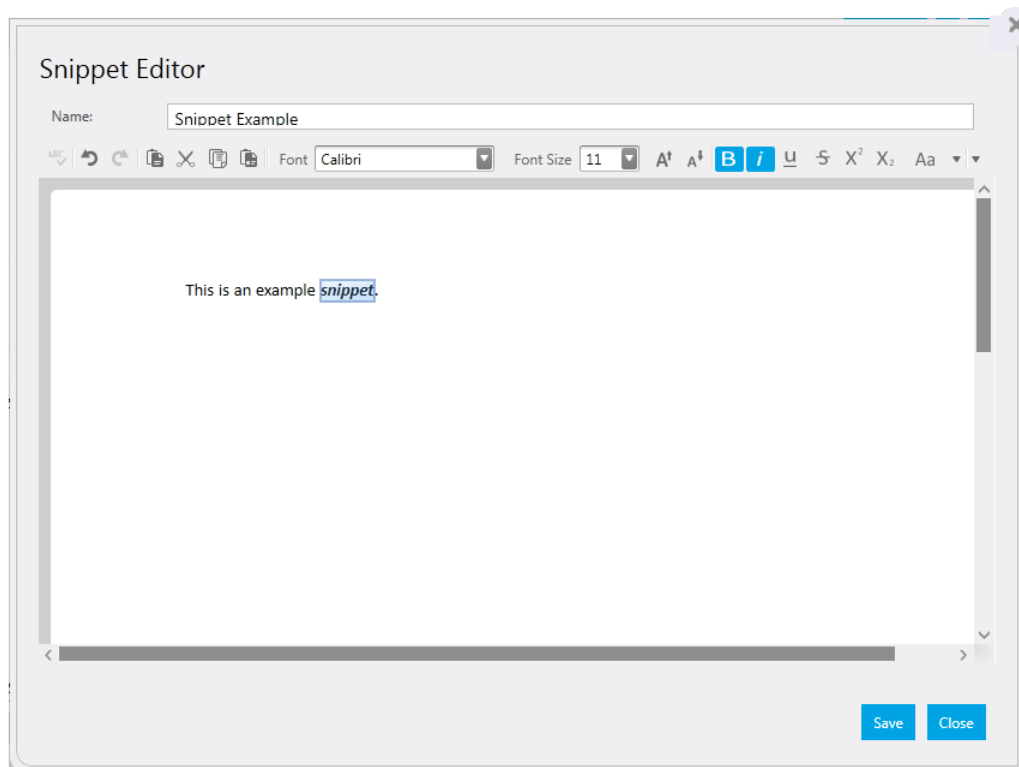 Snippet Editor
Name: Snippet Example
ABC Font Calibri Font Size 11 A A B i U S X² X₂ Aa
This is an example snippet.
Save Close